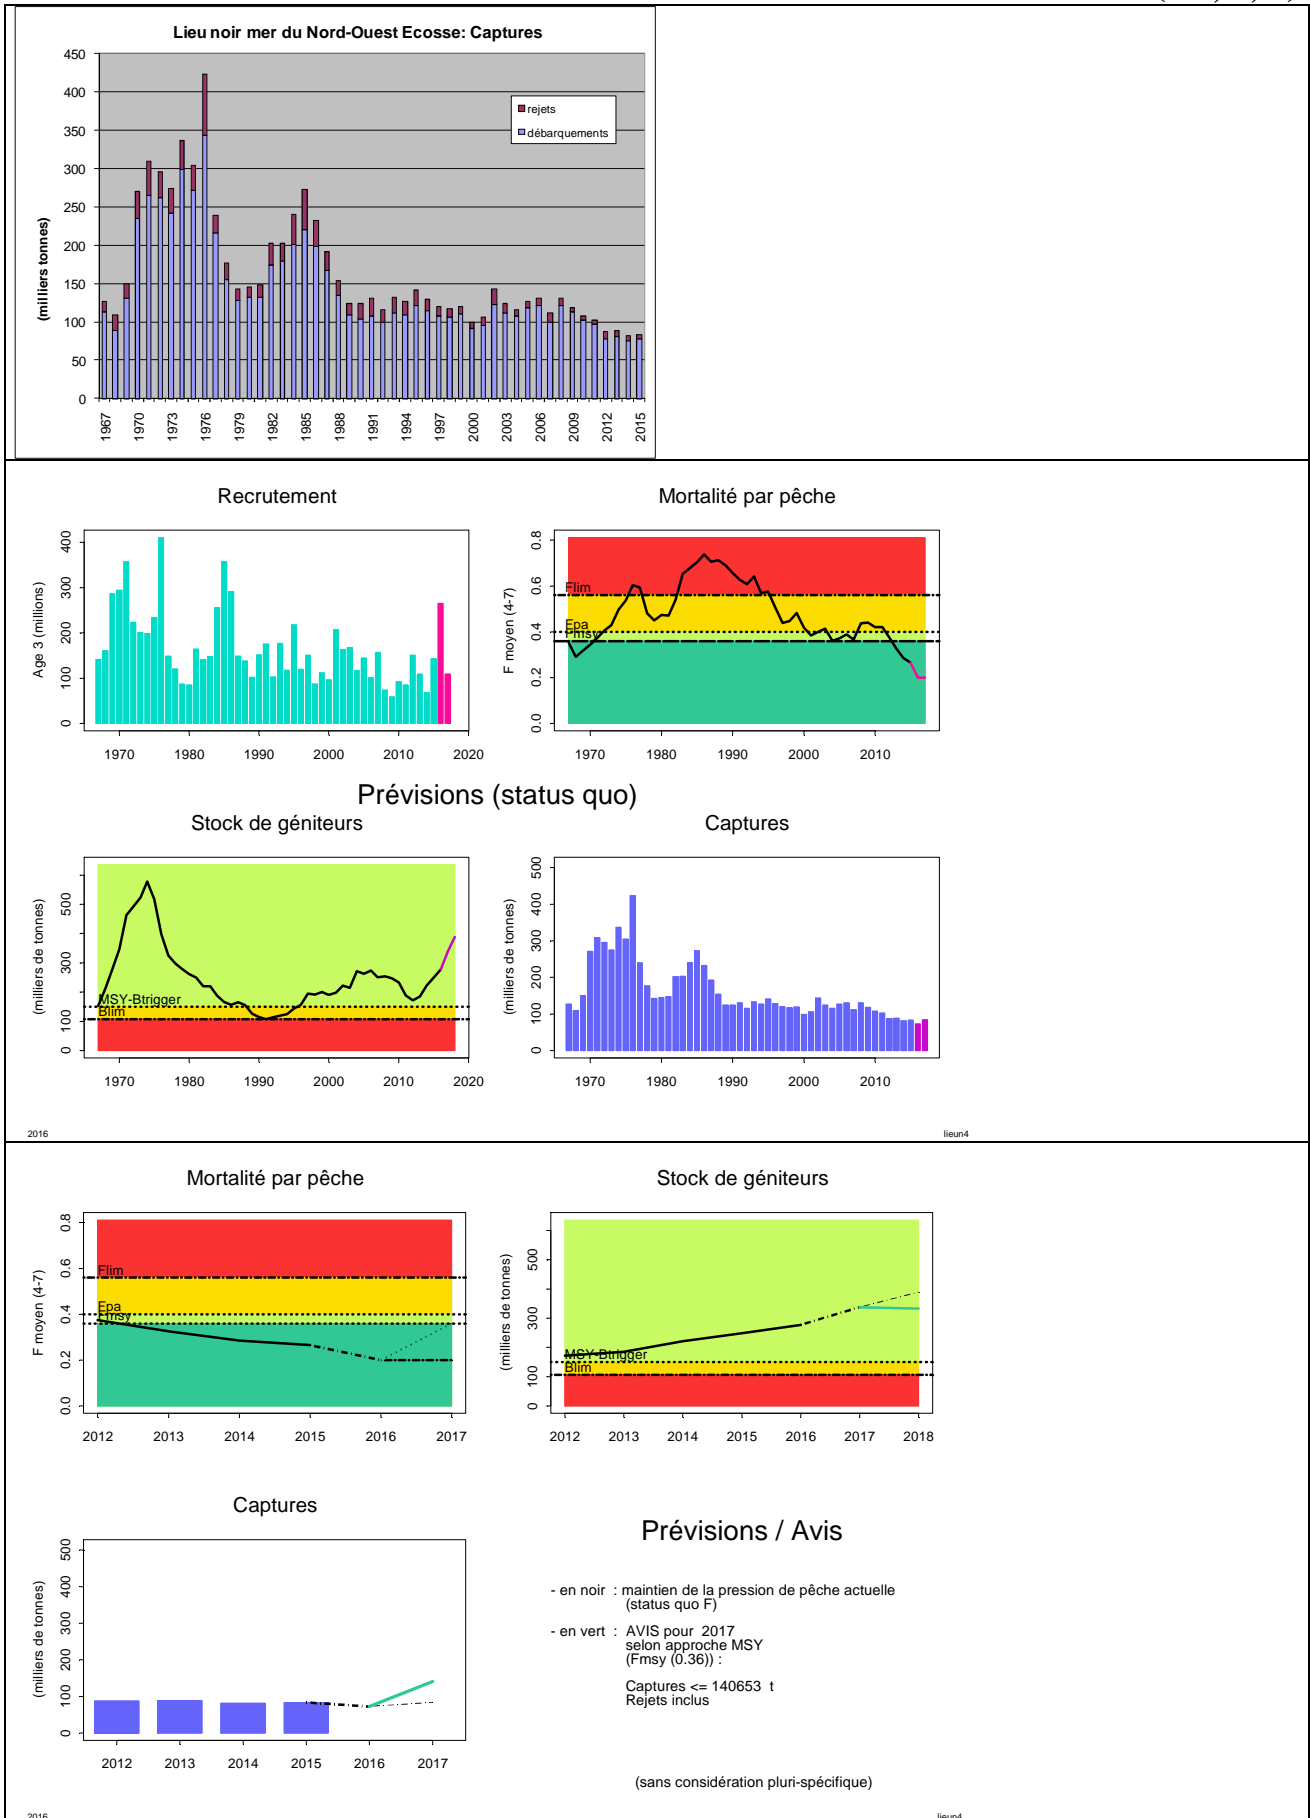 Lieu noir mer du Nord-Ouest Ecosse: Captures
450
400
350
300
250
200
150
100
50
0
(milliers tonnes)
rejets
débarquements
1967 1970 1973 1976 1979 1982 1985 1988 1991 1994 1997 2000 2003 2006 2009 2012 2015
Recrutement
Age 3 (millions)
0 100 200 300 400
1970 1980 1990 2000 2010 2020
Mortalité par pêche
F moyen (4-7)
0.0 0.2 0.4 0.6 0.8
Flim
Fpa
Fmsy
1970 1980 1990 2000 2010
Prévisions (status quo)
Stock de géniteurs
(milliers de tonnes)
0 100 300 500
MSY-Btrigger
Blim
1970 1980 1990 2000 2010 2020
Captures
(milliers de tonnes)
0 100 200 300 400 500
1970 1980 1990 2000 2010
2016
lieun4
Mortalité par pêche
F moyen (4-7)
0.0 0.2 0.4 0.6 0.8
Flim
Fpa
Fmsy
2012 2013 2014 2015 2016 2017
Stock de géniteurs
(milliers de tonnes)
0 100 300 500
MSY-Btrigger
Blim
2012 2013 2014 2015 2016 2017 2018
Captures
(milliers de tonnes)
0 100 200 300 400 500
2012 2013 2014 2015 2016 2017
Prévisions / Avis
- en noir : maintien de la pression de pêche actuelle
(status quo F)
- en vert : AVIS pour 2017
selon approche MSY
(Fmsy (0.36)) :
Captures <= 140653 t
Rejets inclus
(sans considération pluri-spécifique)
2016
lieun4